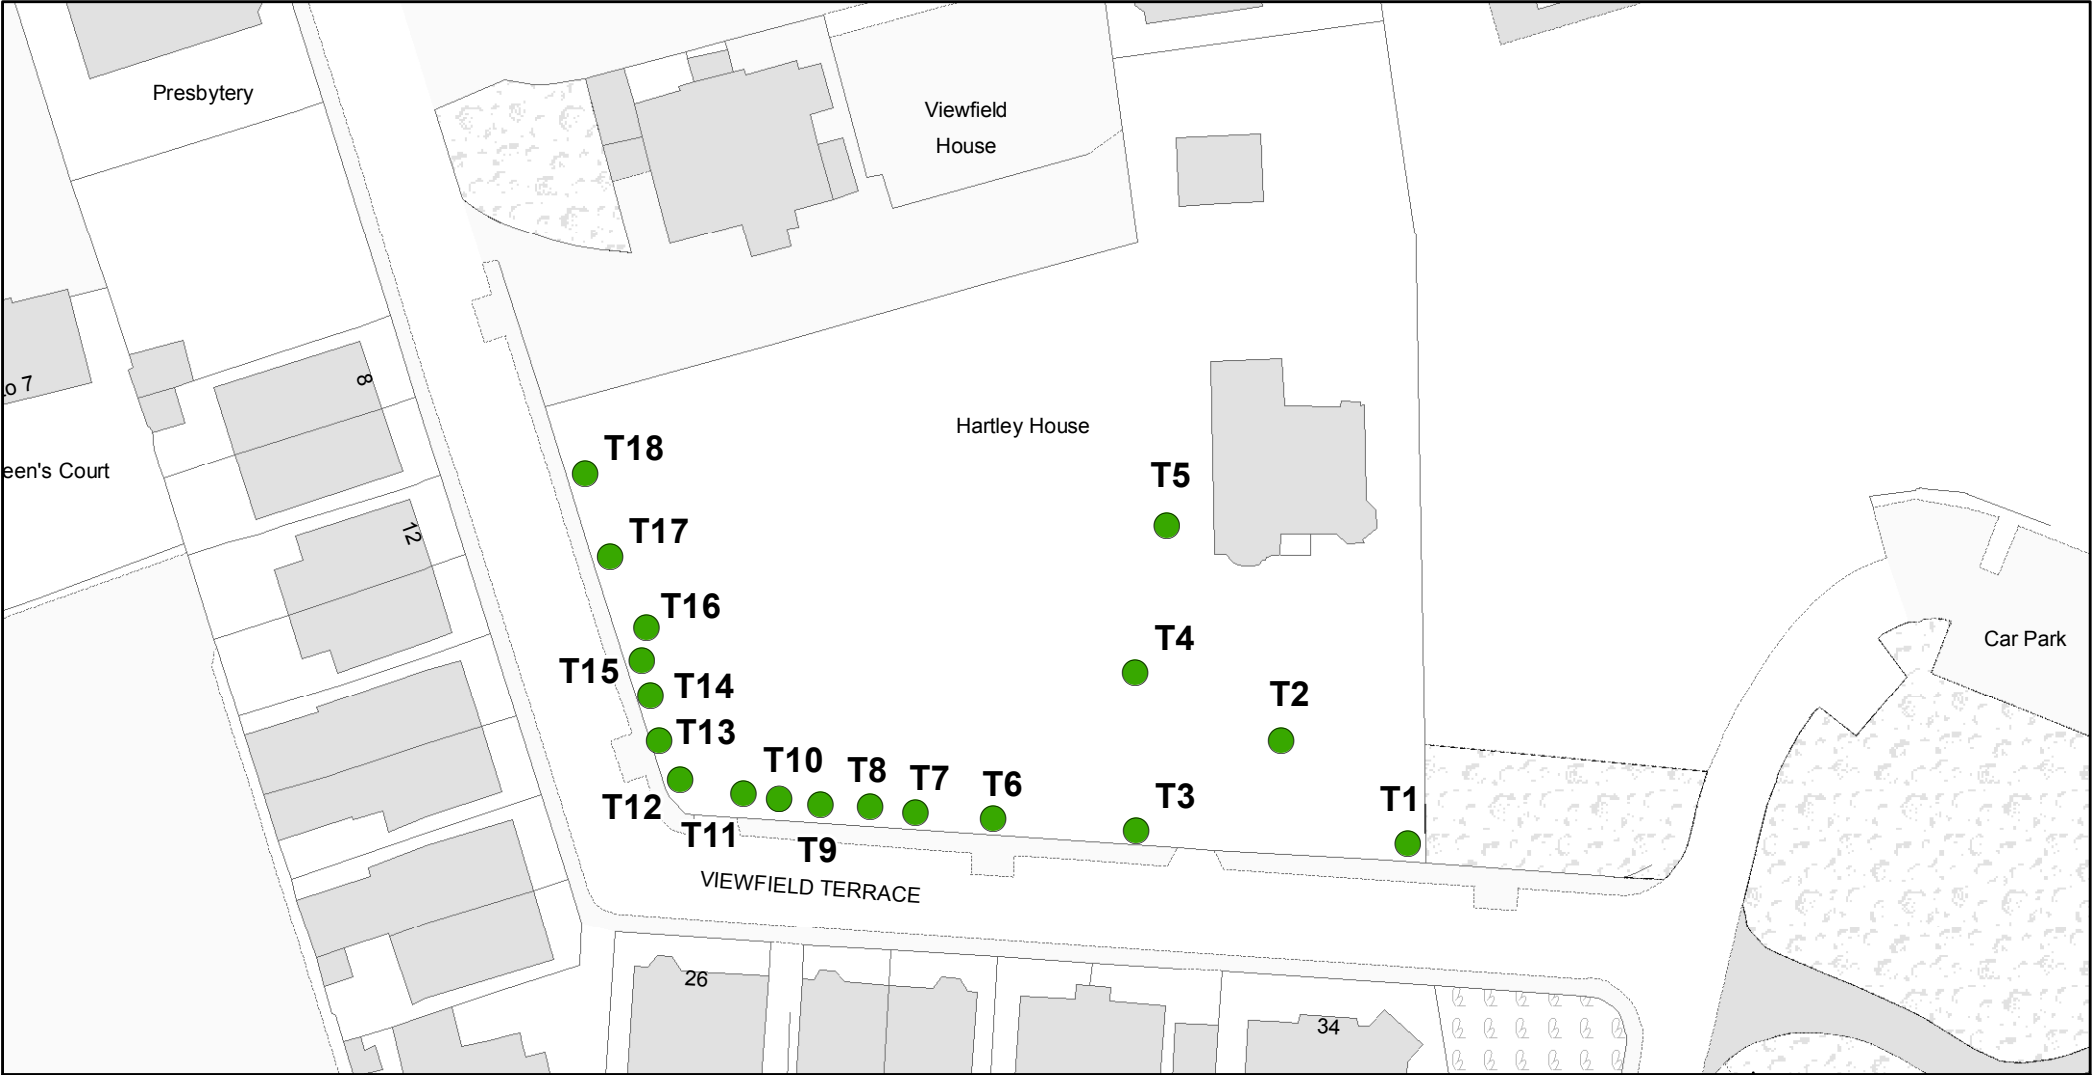 Presbytery
Viewfield
House
o 7
8
Hartley House
een's Court
12
T18
T5
T17
T16
T4
Car Park
T15
T14
T2
T13
T10
T8
T7
T6
T3
T1
T12
T11
T9
VIEWFIELD TERRACE
26
34